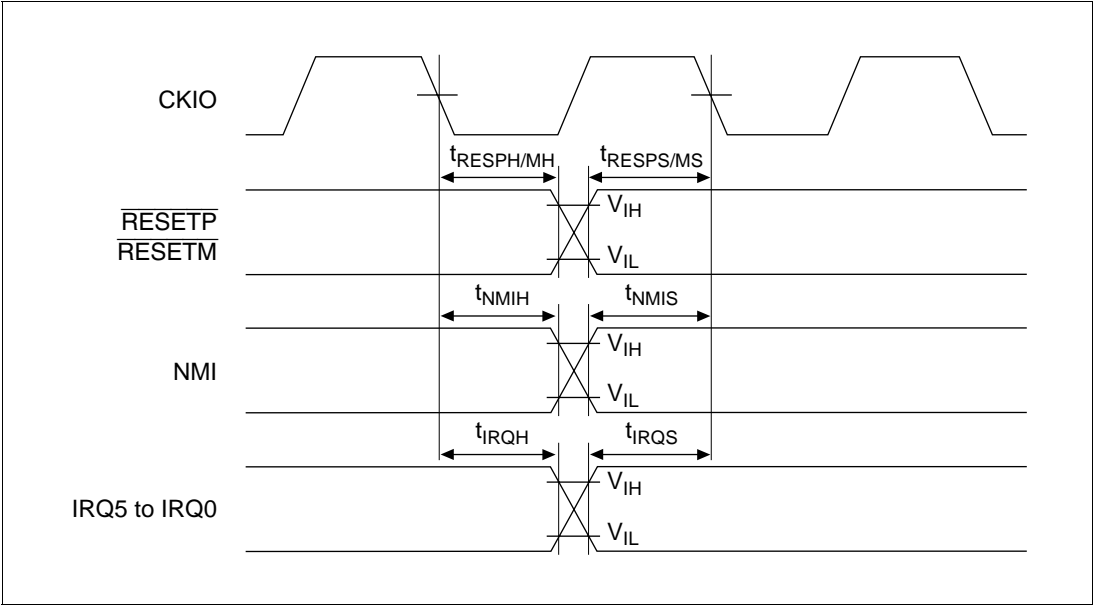 CKIO
tRESPH/MH tRESPS/MS
RESETP
RESETM
VIH
VIL
tNMIH tNMIS
NMI
VIH
VIL
tIRQH tIRQS
IRQ5 to IRQ0
VIH
VIL